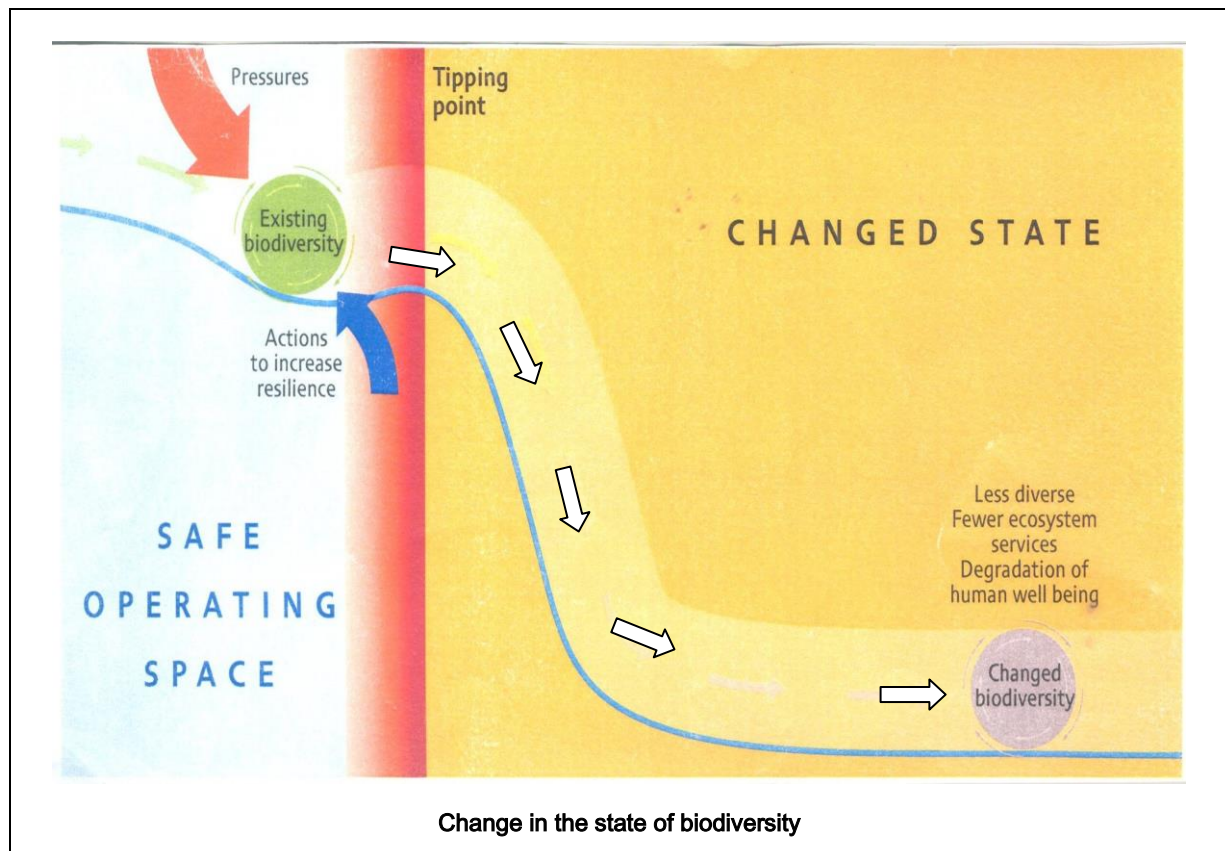 Pressures
Tipping
point
Existing
biodiversity
CHANGED STATE
Actions
to increase
resilience
Less diverse
Fewer ecosystem
services
Degradation of
human well being
SAFE
OPERATING
SPACE
Changed
biodiversity
Change in the state of biodiversity